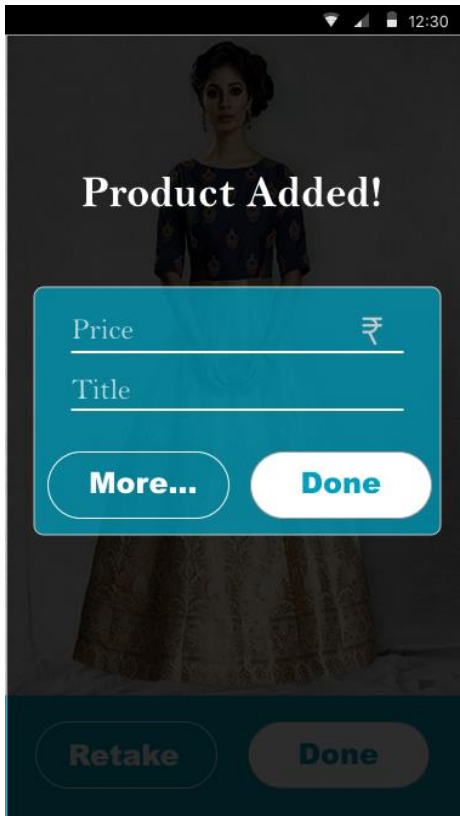 12:30
Product Added!
Price ₹
Title
More... Done
Retake Done